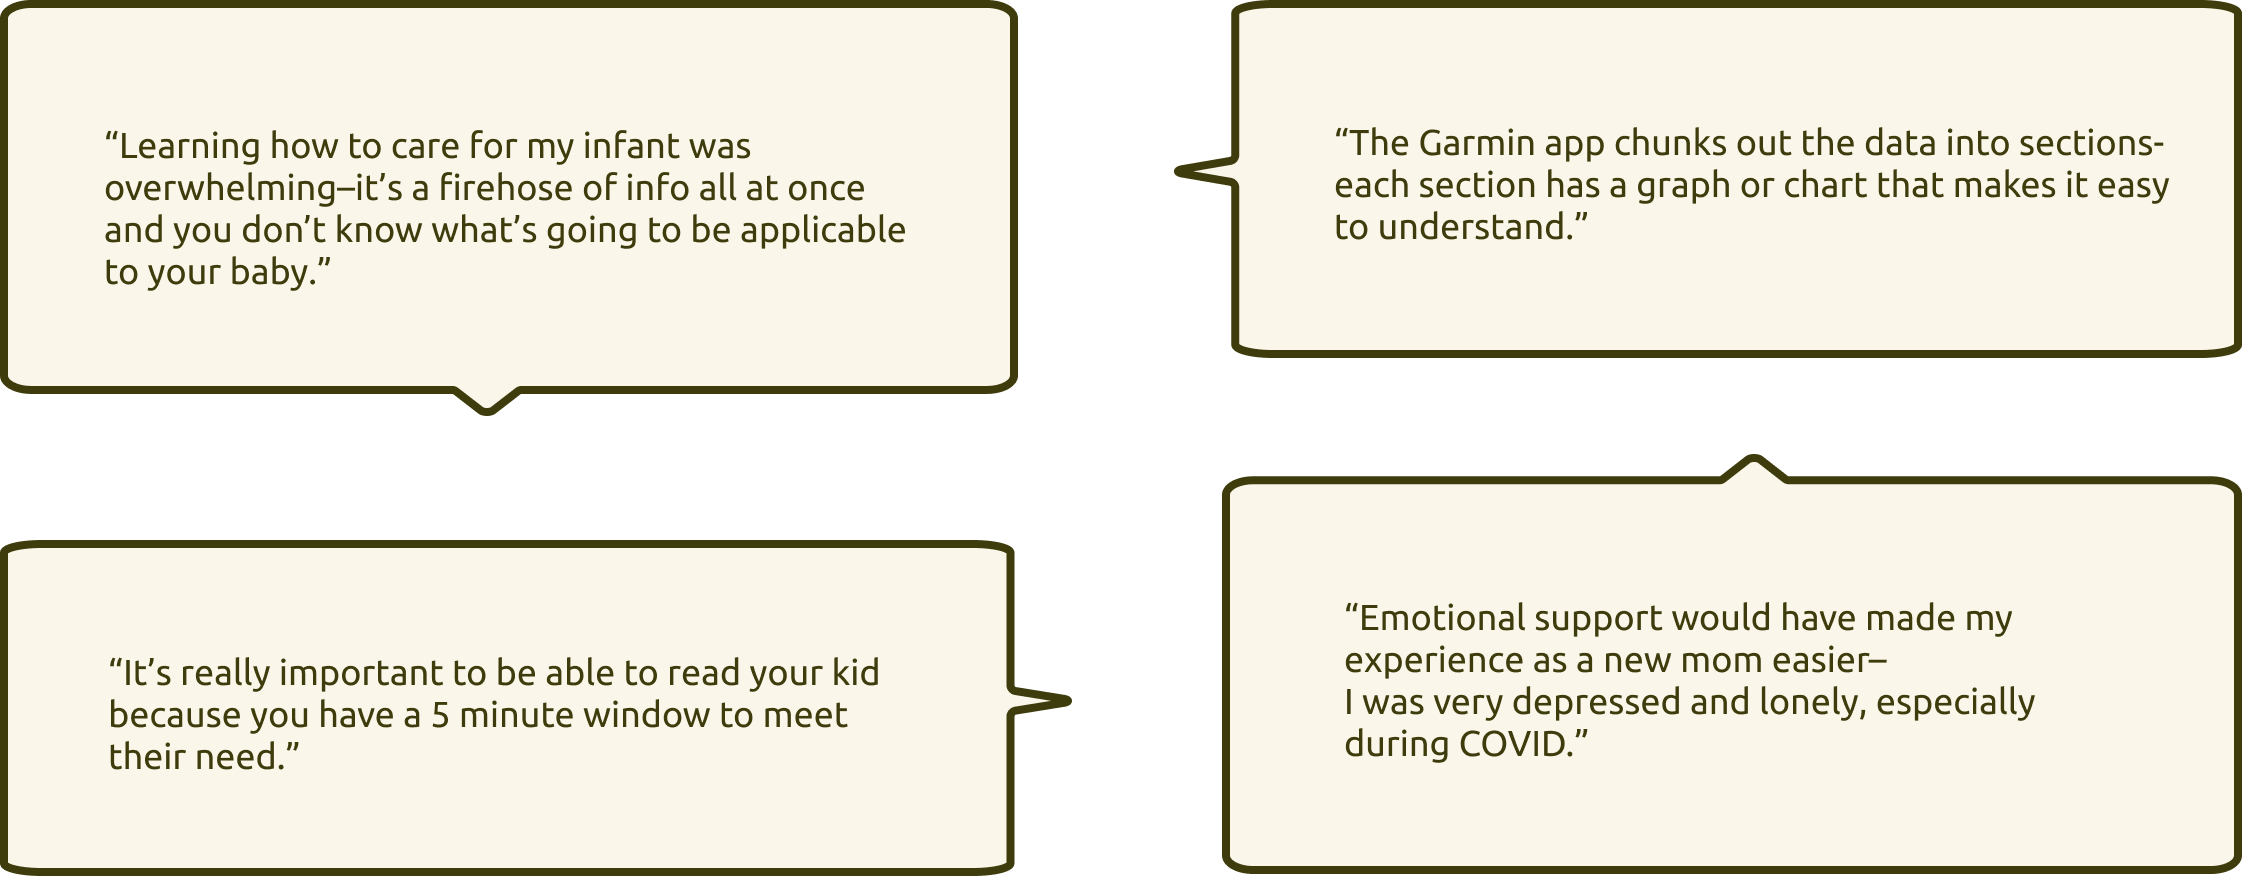 “Learning how to care for my infant was
overwhelming–it’s a firehose of info all at once
and you don’t know what’s going to be applicable
to your baby.”
“The Garmin app chunks out the data into sections-
each section has a graph or chart that makes it easy
to understand.”
“It’s really important to be able to read your kid
because you have a 5 minute window to meet
their need.”
“Emotional support would have made my
experience as a new mom easier–
I was very depressed and lonely, especially
during COVID.”